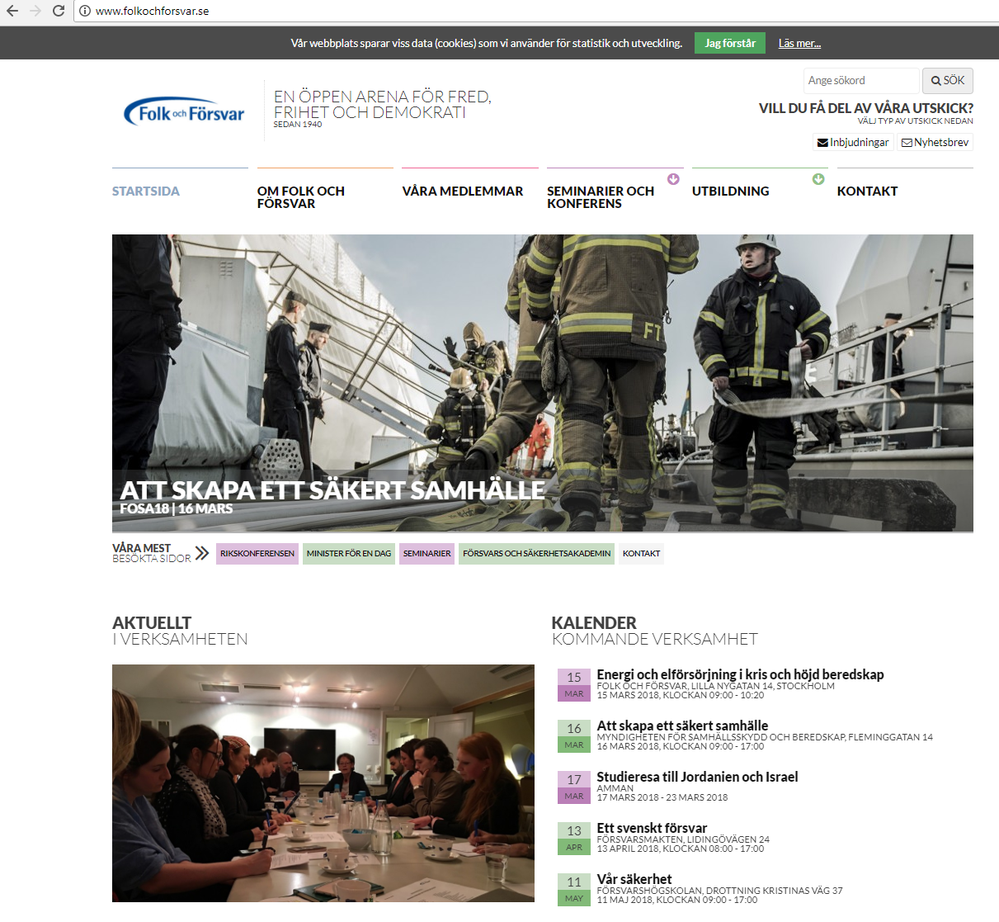 www.folkochforsvar.se
Vår webbplats sparar viss data (cookies) som vi använder för statistik och utveckling. Jag förstår Läs mer...
Ange sökord SÖK
Folk och Försvar
EN ÖPPEN ARENA FÖR FRED,
FRIHET OCH DEMOKRATI
SEDAN 1940
VILL DU FÅ DEL AV VÅRA UTSKICK?
VÄLJ TYP AV UTSKICK NEDAN
Inbjudningar Nyhetsbrev
STARTSIDA
OM FOLK OCH
FÖRSVAR
VÅRA MEDLEMMAR
SEMINARIER OCH
KONFERENS
UTBILDNING
KONTAKT
FT
ATT SKAPA ETT SÄKERT SAMHÄLLE
FOSA18 | 16 MARS
VÅRA MEST
BESÖKTA SIDOR
RIKSKONFERENSEN MINISTER FÖR EN DAG SEMINARIER FÖRSVARS OCH SÄKERHETSAKADEMIN KONTAKT
AKTUELLT
I VERKSAMHETEN
KALENDER
KOMMANDE VERKSAMHET
15
MAR
Energi och elförsörjning i kris och höjd beredskap
FOLK OCH FÖRSVAR, LILLA NYGATAN 14, STOCKHOLM
15 MARS 2018, KLOCKAN 09:00 - 10:20
16
MAR
Att skapa ett säkert samhälle
MYNDIGHETEN FÖR SAMHÄLLSSKYDD OCH BEREDSKAP, FLEMINGGATAN 14
16 MARS 2018, KLOCKAN 09:00 - 17:00
17
MAR
Studieresa till Jordanien och Israel
AMMAN
17 MARS 2018 - 23 MARS 2018
13
APR
Ett svenskt försvar
FÖRSVARSMAKTEN, LIDINGÖVÄGEN 24
13 APRIL 2018, KLOCKAN 08:00 - 17:00
11
MAY
Vår säkerhet
FÖRSVARSHÖGSKOLAN, DROTTNING KRISTINAS VÄG 37
11 MAJ 2018, KLOCKAN 09:00 - 17:00